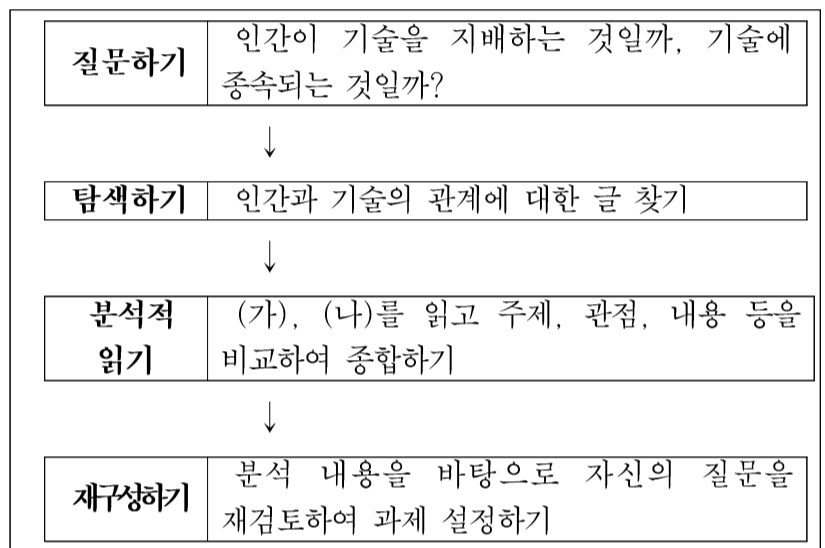 질문하기 인간이 기술을 지배하는 것일까, 기술에
종속되는 것일까?
↓
탐색하기 인간과 기술의 관계에 대한 글 찾기
↓
분석적 (가), (나)를 읽고 주제, 관점, 내용 등을
읽기 비교하여 종합하기
↓
재구성하기 분석 내용을 바탕으로 자신의 질문을
재검토하여 과제 설정하기